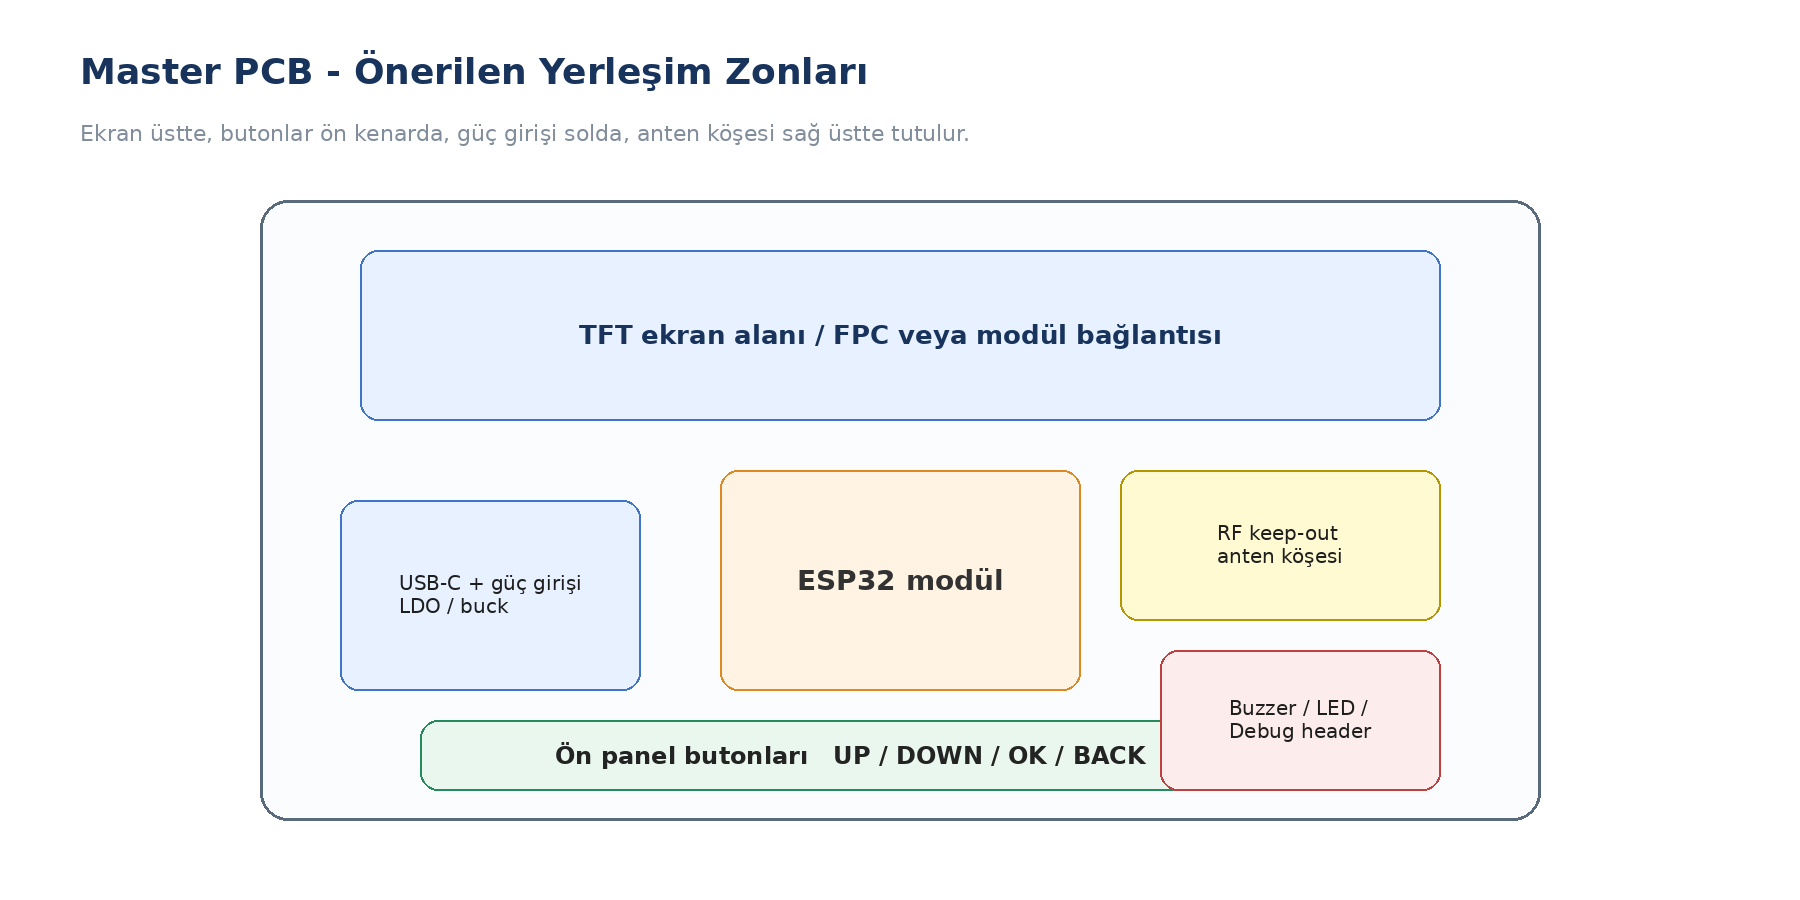 Master PCB - Önerilen Yerleşim Zonları
Ekran üstte, butonlar ön kenarda, güç girişi solda, anten köşesi sağ üstte tutulur.
TFT ekran alanı / FPC veya modül bağlantısı
USB-C + güç girişi
LDO / buck
ESP32 modül
RF keep-out
anten köşesi
Buzzer / LED /
Debug header
Ön panel butonları   UP / DOWN / OK / BACK